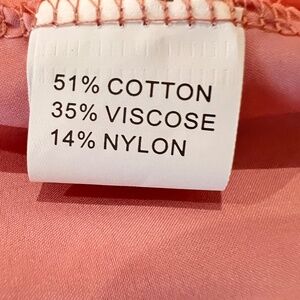 51% COTTON
35% VISCOSE
14% NYLON